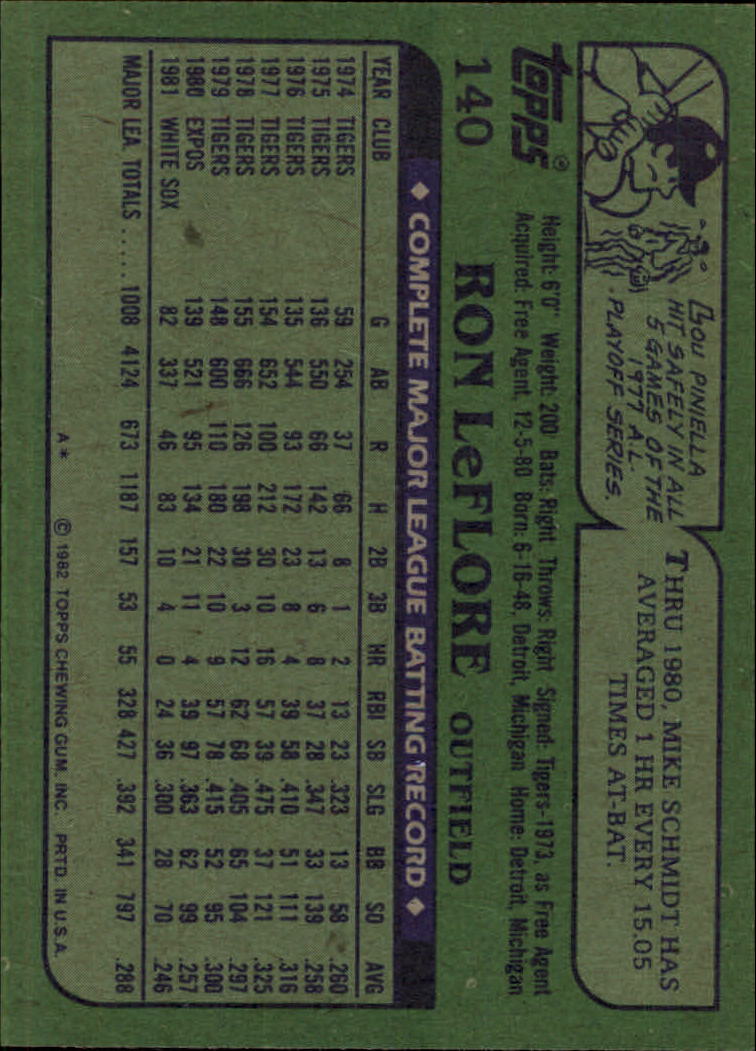 Lou Piniella
HIT SAFELY IN ALL
5 GAMES OF THE
1977 A.L.
PLAYOFF SERIES.
THRU 1980, MIKE SCHMIDT HAS
AVERAGED 1 HR EVERY 15.05
TIMES AT-BAT.
Topps®
Height: 6'0" Weight: 200 Bats: Right Throws: Right Signed: Tigers-1973, as Free Agent
Acquired: Free Agent, 12-5-80 Born: 6-16-48, Detroit, Michigan Home: Detroit, Michigan
140 RON LeFLORE OUTFIELD
◆ COMPLETE MAJOR LEAGUE BATTING RECORD ◆
YEAR CLUB G AB R H 2B 3B HR RBI SB SLG BB SO AVG
1974 TIGERS 59 254 37 66 8 1 2 13 23 .323 13 58 .260
1975 TIGERS 136 550 66 142 13 6 8 37 28 .347 33 139 .258
1976 TIGERS 135 544 93 172 23 8 4 39 58 .410 51 111 .316
1977 TIGERS 154 652 100 212 30 10 16 57 39 .475 37 121 .325
1978 TIGERS 155 666 126 198 30 3 12 62 68 .405 65 104 .297
1979 TIGERS 148 600 110 180 22 10 9 57 78 .415 52 95 .300
1980 EXPOS 139 521 95 134 21 11 4 39 97 .363 62 99 .257
1981 WHITE SOX 82 337 46 83 10 4 0 24 36 .300 28 70 .246
MAJOR LEA. TOTALS ..... 1008 4124 673 1187 157 53 55 328 427 .392 341 797 .288
A* © 1982 TOPPS CHEWING GUM, INC. PRTD. IN U.S.A.